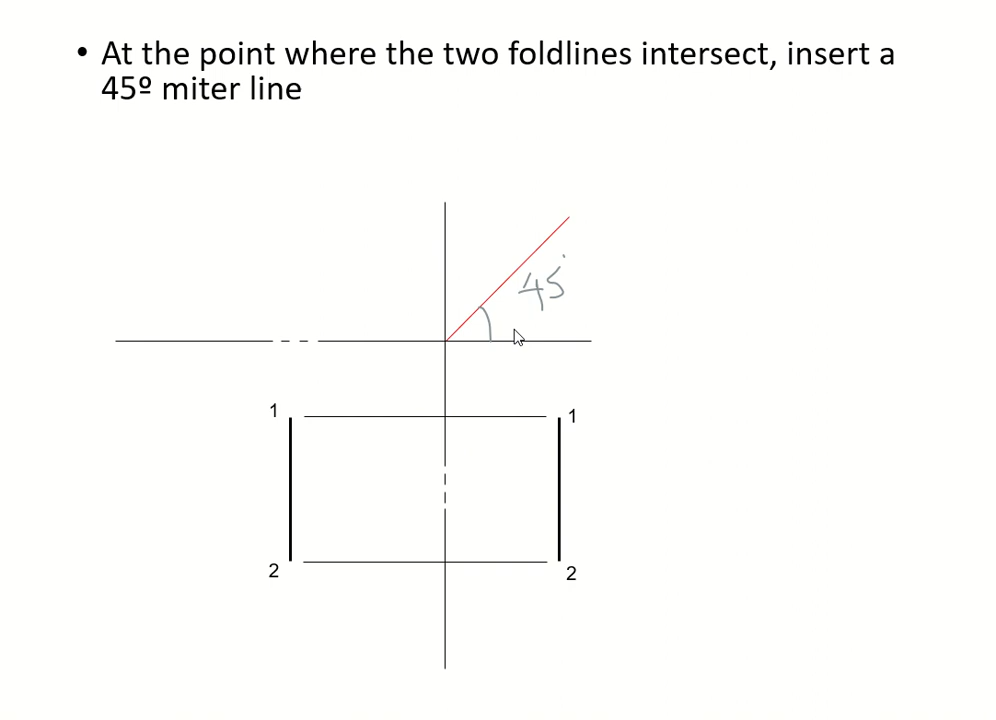 • At the point where the two foldlines intersect, insert a
45º miter line
45°
1
1
2
2